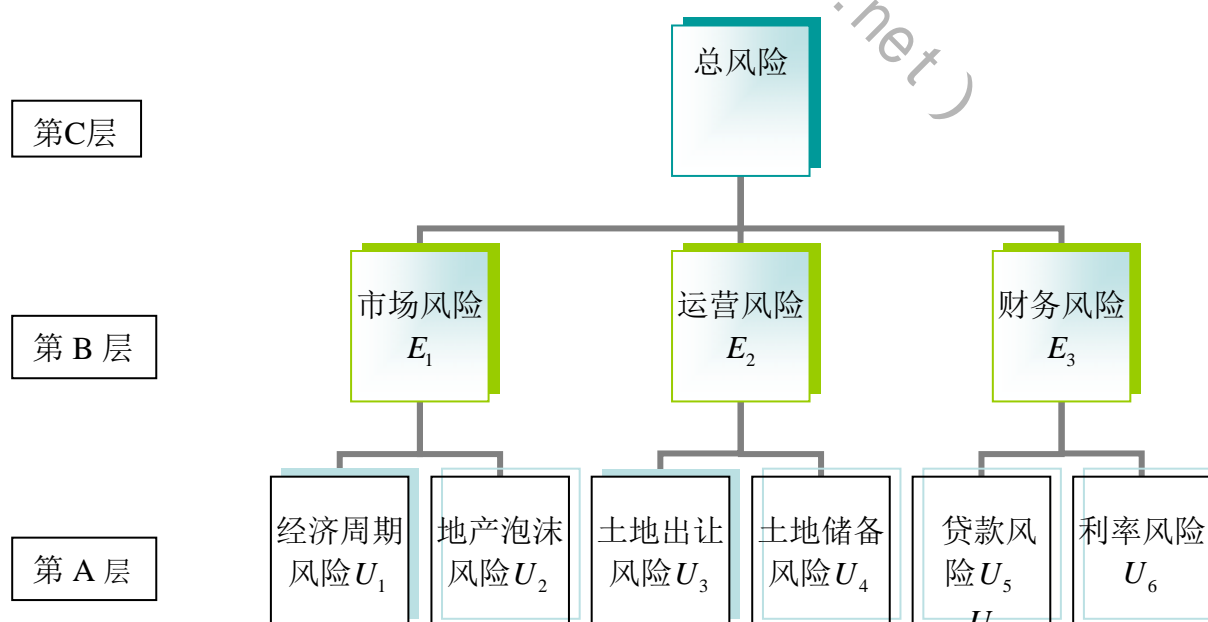 .net)
总风险
第C层
市场风险
E₁
运营风险
E₂
财务风险
E₃
第 B 层
经济周期
风险U₁
地产泡沫
风险U₂
土地出让
风险U₃
土地储备
风险U₄
贷款风
险U₅
U
利率风险
U₆
第 A 层